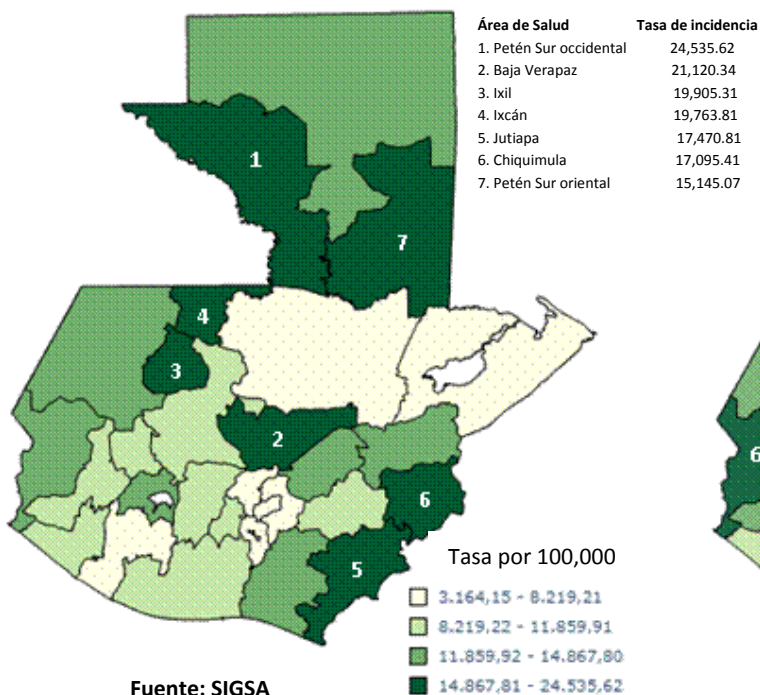 Área de Salud Tasa de incidencia
1. Petén Sur occidental 24,535.62
2. Baja Verapaz 21,120.34
3. Ixil 19,905.31
4. Ixcán 19,763.81
5. Jutiapa 17,470.81
6. Chiquimula 17,095.41
7. Petén Sur oriental 15,145.07
1
7
4
3
2
6
6
5
Tasa por 100,000
3.164,15 - 8.219,21
8.219,22 - 11.859,91
11.859,92 - 14.867,80
14.867,81 - 24.535,62
Fuente: SIGSA